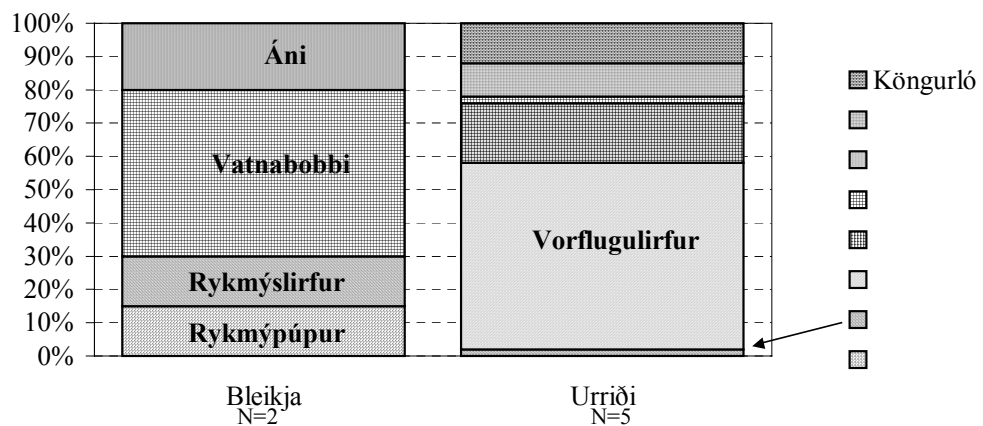 100%
90%
80%
70%
60%
50%
40%
30%
20%
10%
0%
Áni
Vatnabobbi
Rykmýslirfur
Rykmýpúpur
Vorflugulirfur
Bleikja
N=2
Urriði
N=5
Köngurló